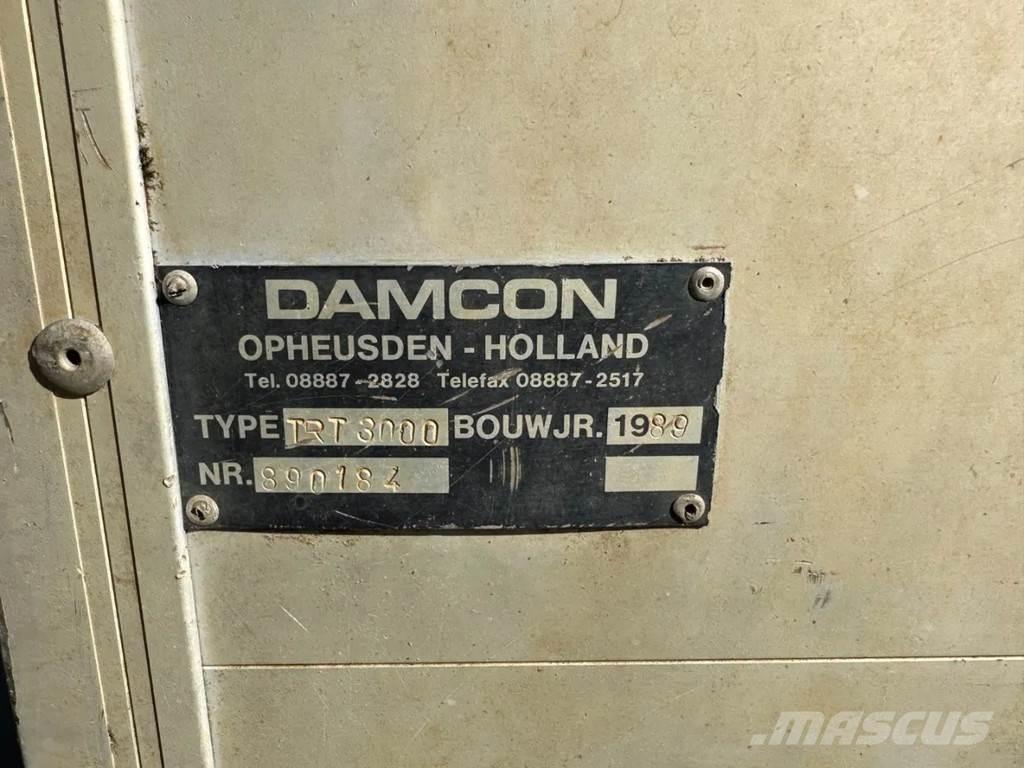 DAMCON
OPHEUSDEN - HOLLAND
Tel. 08887-2828 Telefax 08887-2517
TYPE TRT 3000 BOUWJR. 1989
NR. 890184
MASCUS